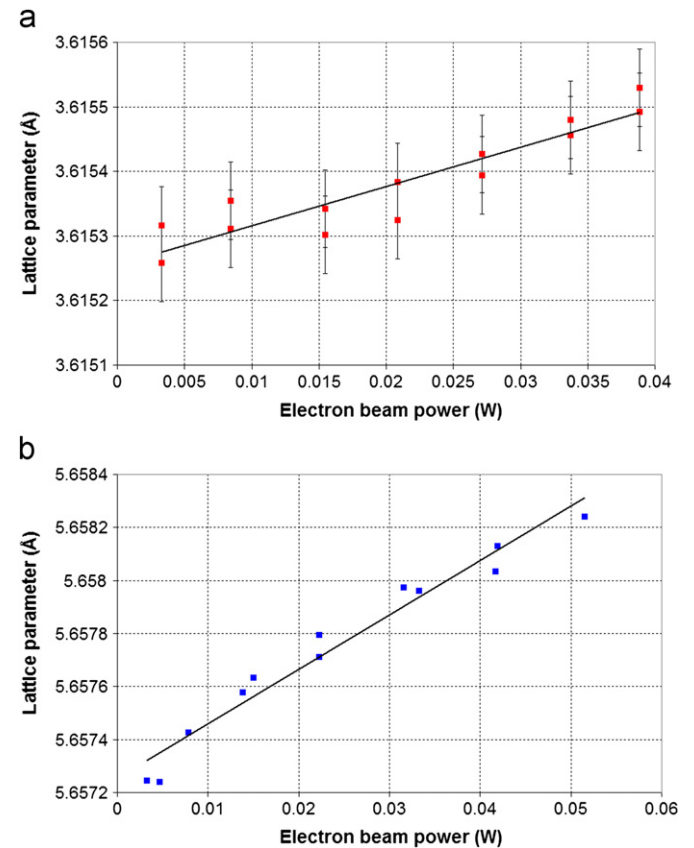 a
3.6156
3.6155
3.6154
3.6153
3.6152
3.6151
Lattice parameter (Å)
0 0.005 0.01 0.015 0.02 0.025 0.03 0.035 0.04
Electron beam power (W)
b
5.6584
5.6582
5.658
5.6578
5.6576
5.6574
5.6572
Lattice parameter (Å)
0 0.01 0.02 0.03 0.04 0.05 0.06
Electron beam power (W)